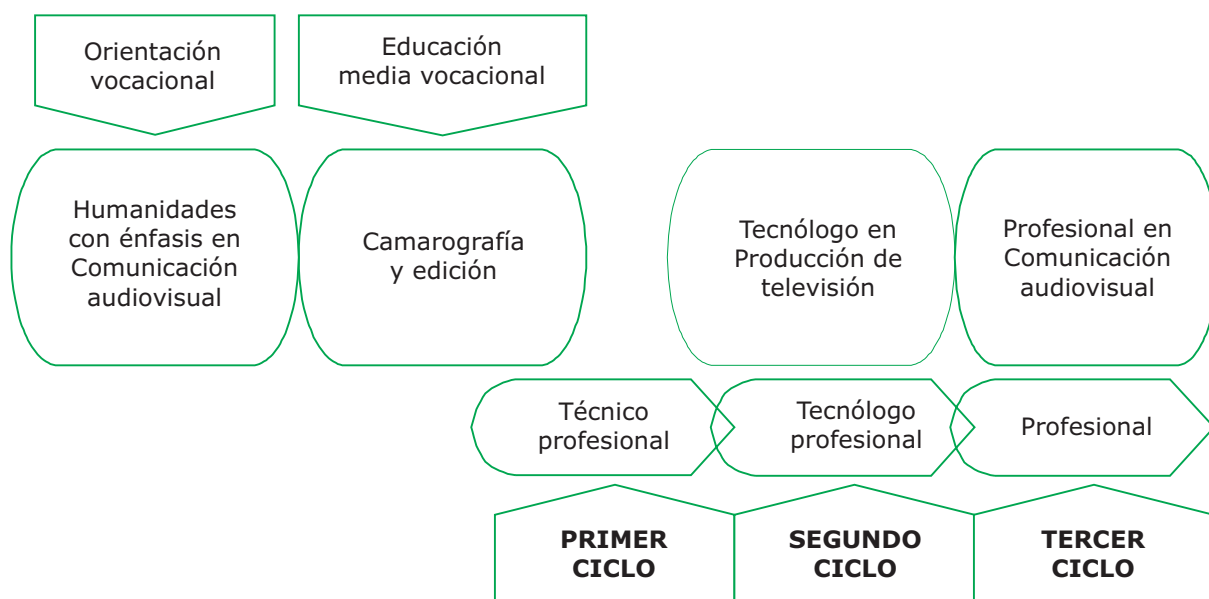 Orientación
vocacional
Educación
media vocacional
Humanidades
con énfasis en
Comunicación
audiovisual
Camarografía
y edición
Tecnólogo en
Producción de
televisión
Profesional en
Comunicación
audiovisual
Técnico
profesional
Tecnólogo
profesional
Profesional
PRIMER
CICLO
SEGUNDO
CICLO
TERCER
CICLO